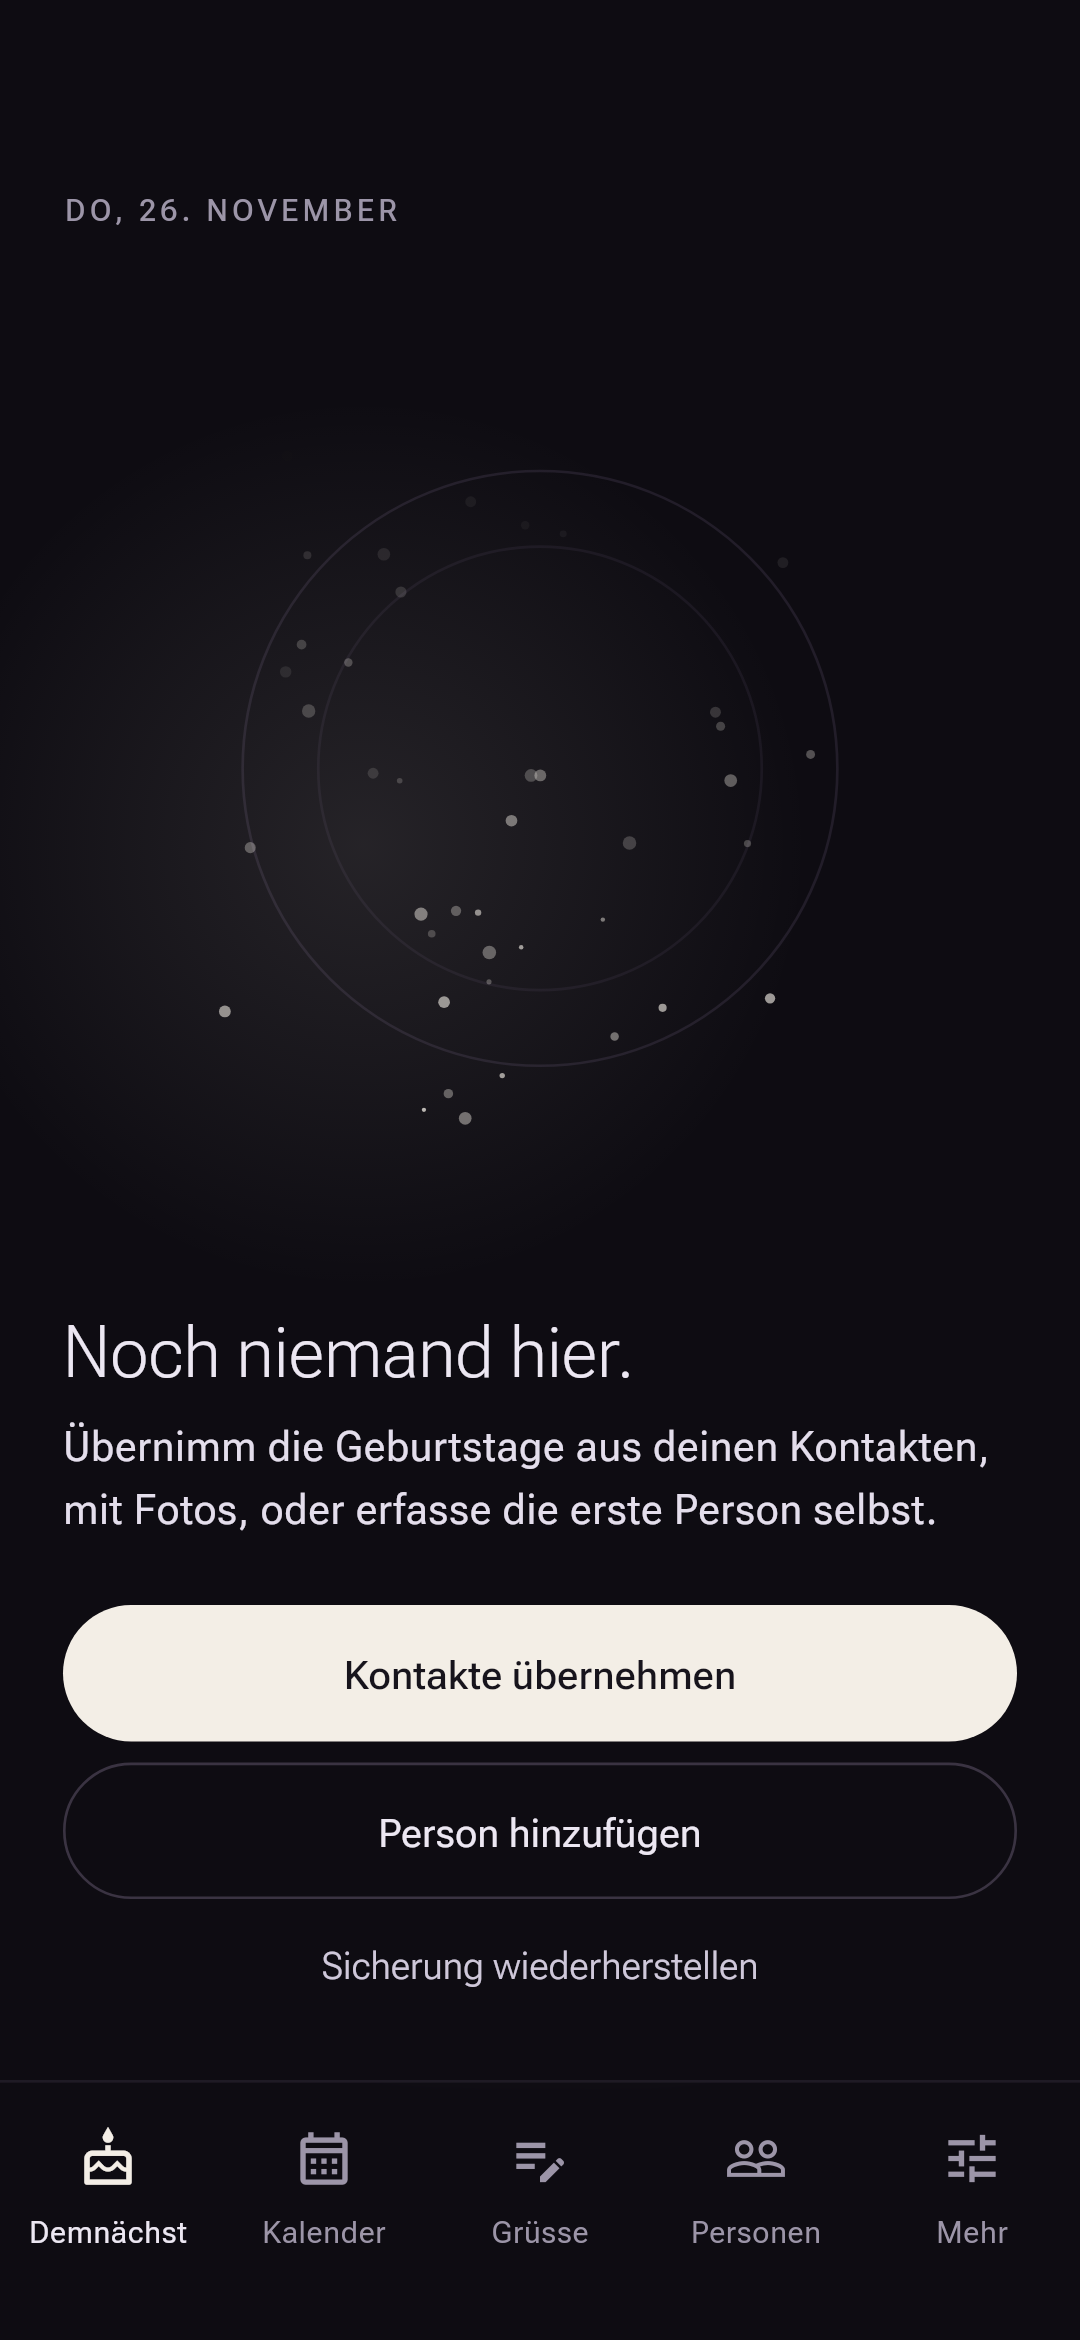 DO, 26. NOVEMBER
Noch niemand hier.
Übernimm die Geburtstage aus deinen Kontakten,
mit Fotos, oder erfasse die erste Person selbst.
Kontakte übernehmen
Person hinzufügen
Sicherung wiederherstellen
Demnächst
Kalender
Grüsse
Personen
Mehr